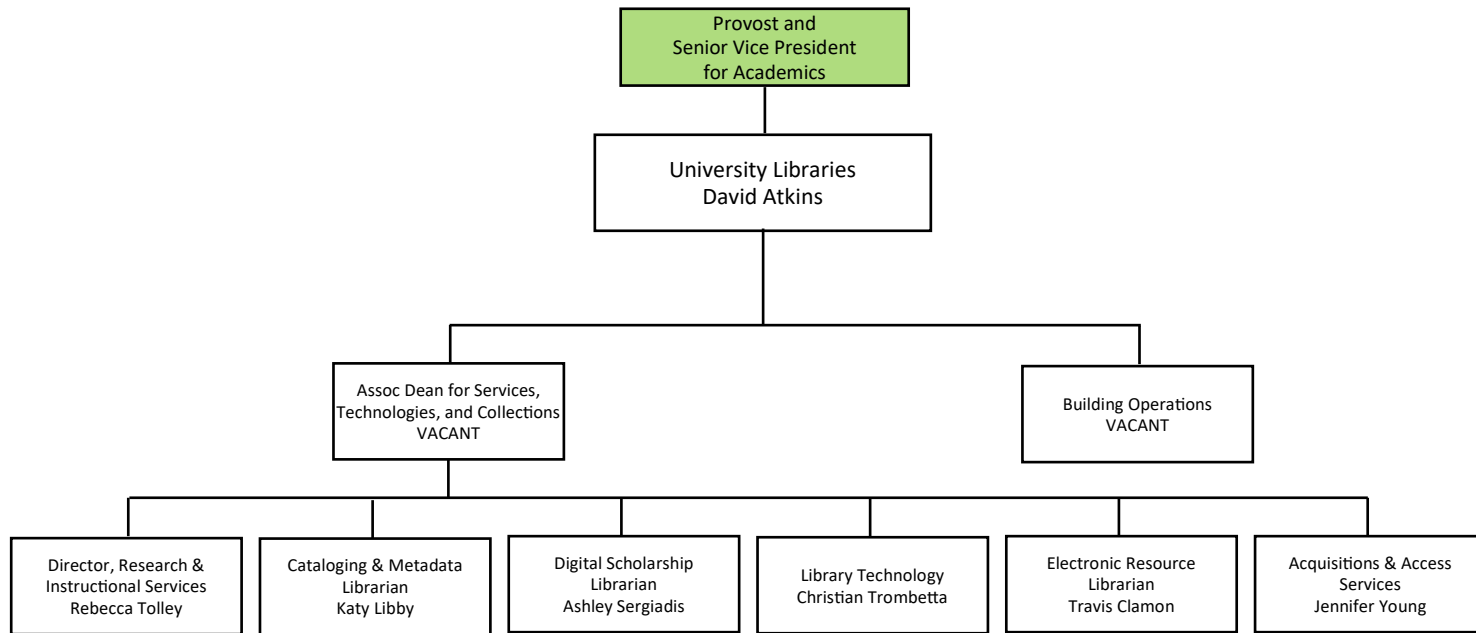 Provost and
Senior Vice President
for Academics
University Libraries
David Atkins
Assoc Dean for Services,
Technologies, and Collections
VACANT
Building Operations
VACANT
Director, Research &
Instructional Services
Rebecca Tolley
Cataloging & Metadata
Librarian
Katy Libby
Digital Scholarship
Librarian
Ashley Sergiadis
Library Technology
Christian Trombetta
Electronic Resource
Librarian
Travis Clamon
Acquisitions & Access
Services
Jennifer Young